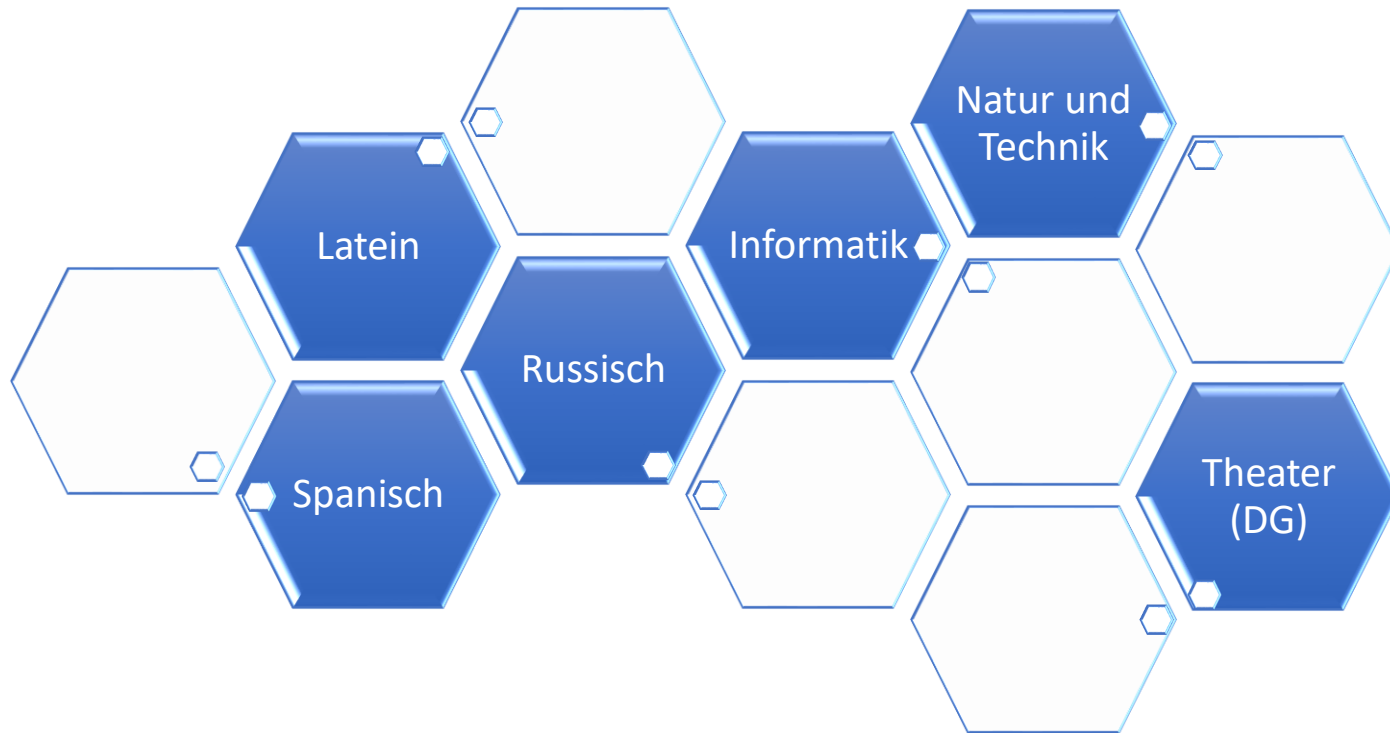 Natur und
Technik
Latein
Informatik
Russisch
Spanisch
Theater
(DG)